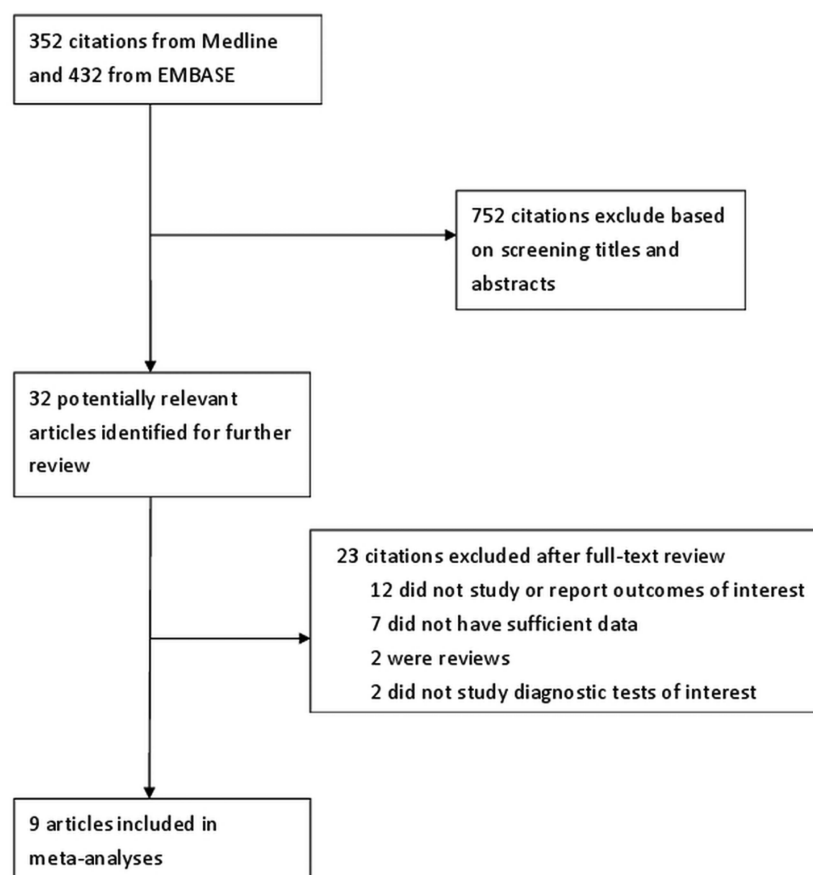 352 citations from Medline
and 432 from EMBASE
752 citations exclude based
on screening titles and
abstracts
32 potentially relevant
articles identified for further
review
23 citations excluded after full-text review
12 did not study or report outcomes of interest
7 did not have sufficient data
2 were reviews
2 did not study diagnostic tests of interest
9 articles included in
meta-analyses